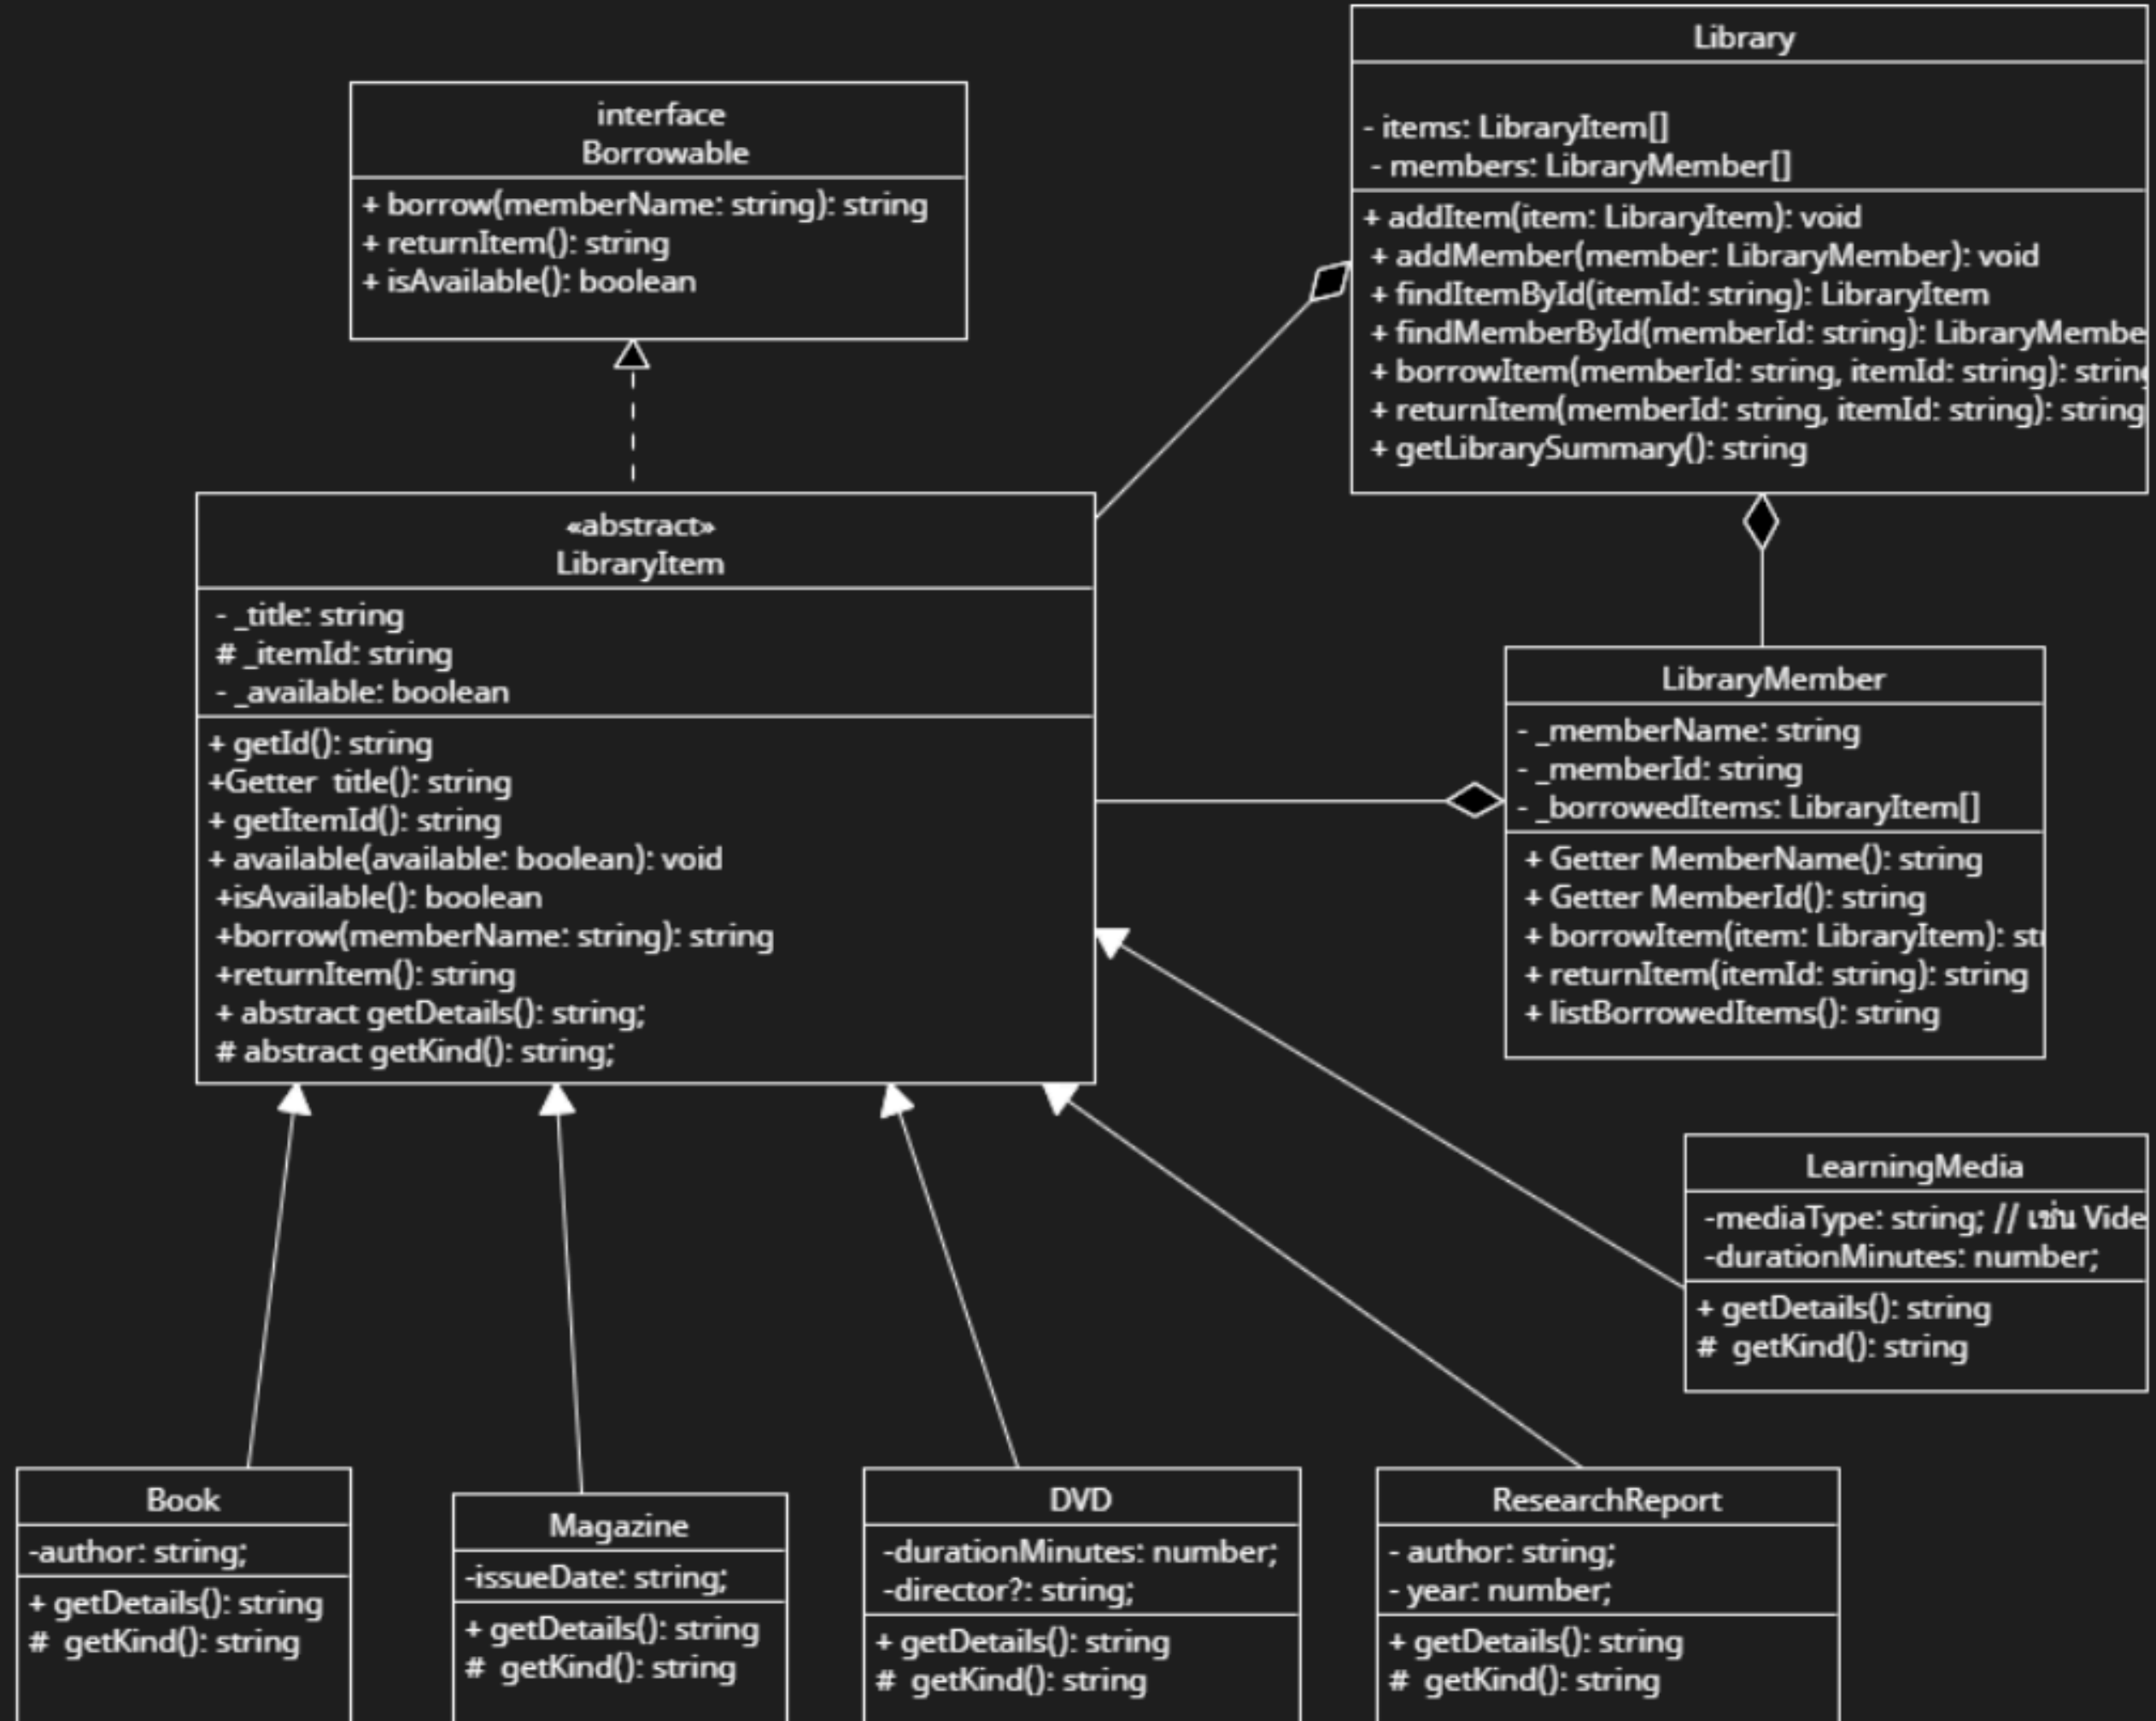 interface
Borrowable
+ borrow(memberName: string): string
+ returnItem(): string
+ isAvailable(): boolean
Library
- items: LibraryItem[]
- members: LibraryMember[]
+ addItem(item: LibraryItem): void
+ addMember(member: LibraryMember): void
+ findItemById(itemId: string): LibraryItem
+ findMemberById(memberId: string): LibraryMembe
+ borrowItem(memberId: string, itemId: string): string
+ returnItem(memberId: string, itemId: string): string
+ getLibrarySummary(): string
«abstract»
LibraryItem
- _title: string
# _itemId: string
- _available: boolean
+ getId(): string
+Getter  title(): string
+ getItemId(): string
+ available(available: boolean): void
+isAvailable(): boolean
+borrow(memberName: string): string
+returnItem(): string
+ abstract getDetails(): string;
# abstract getKind(): string;
LibraryMember
- _memberName: string
- _memberId: string
- _borrowedItems: LibraryItem[]
+ Getter MemberName(): string
+ Getter MemberId(): string
+ borrowItem(item: LibraryItem): str
+ returnItem(itemId: string): string
+ listBorrowedItems(): string
LearningMedia
-mediaType: string; // เช่น Vide
-durationMinutes: number;
+ getDetails(): string
#  getKind(): string
Book
-author: string;
+ getDetails(): string
#  getKind(): string
Magazine
-issueDate: string;
+ getDetails(): string
#  getKind(): string
DVD
-durationMinutes: number;
-director?: string;
+ getDetails(): string
#  getKind(): string
ResearchReport
- author: string;
- year: number;
+ getDetails(): string
#  getKind(): string